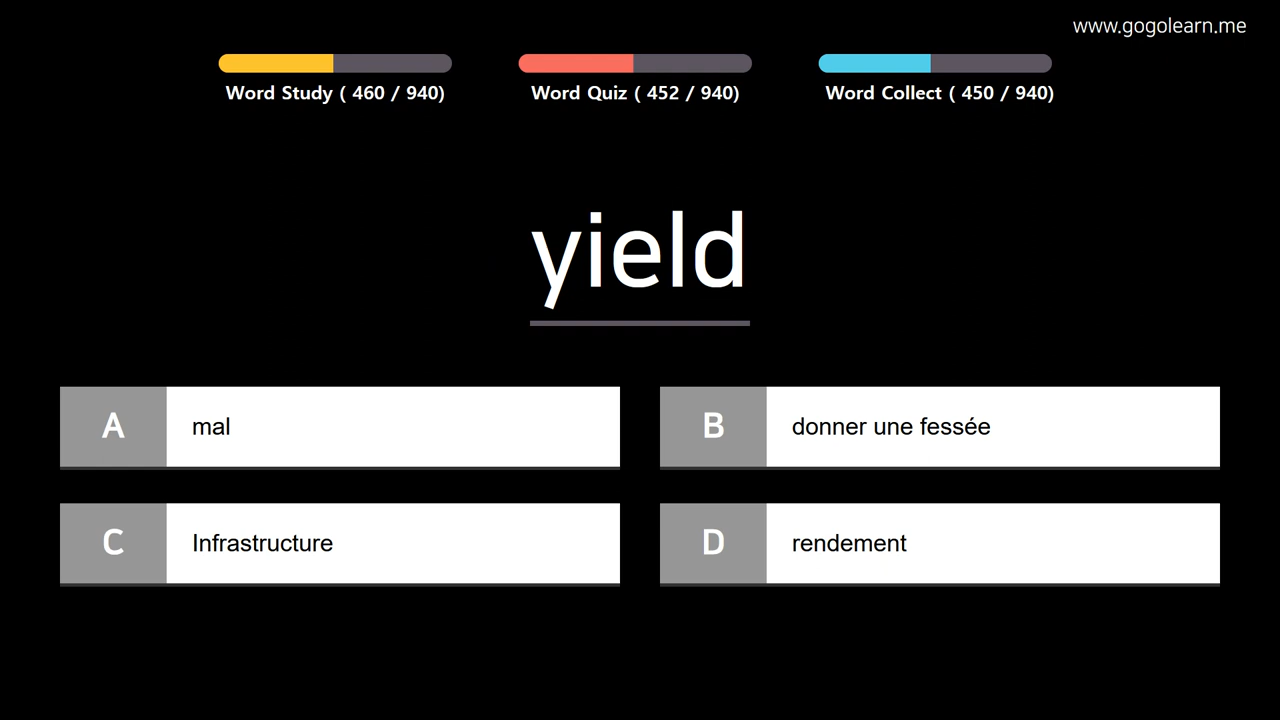 www.gogolearn.me
Word Study ( 460 / 940)
Word Quiz ( 452 / 940)
Word Collect ( 450 / 940)
yield
A
mal
B
donner une fessée
C
Infrastructure
D
rendement